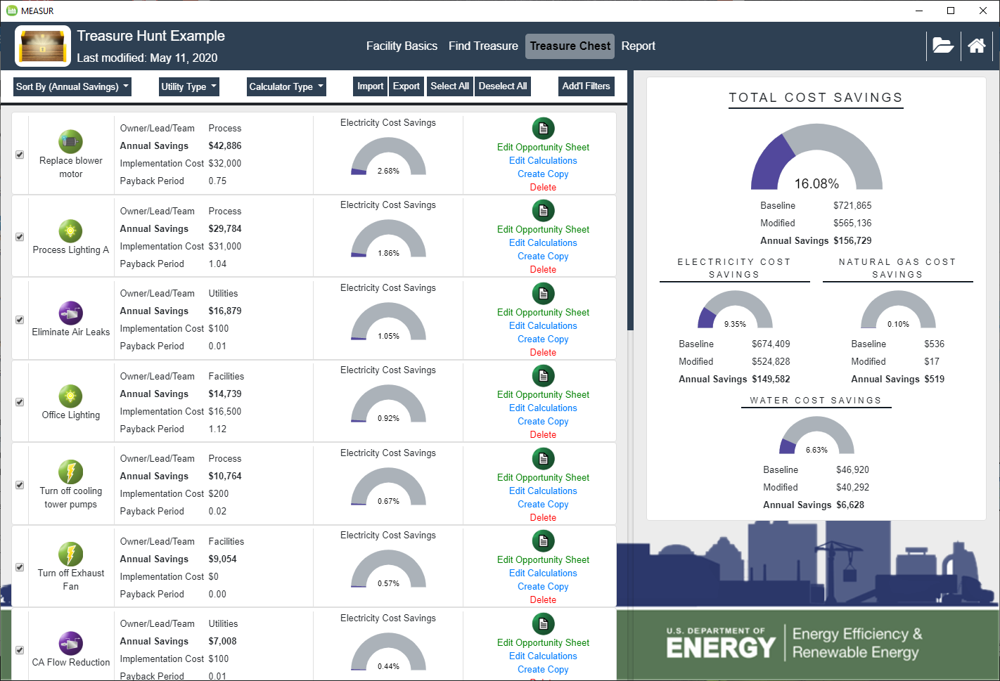 MEASUR
Treasure Hunt Example
Last modified: May 11, 2020
Facility Basics Find Treasure Treasure Chest Report
Sort By (Annual Savings) Utility Type Calculator Type Import Export Select All Deselect All Add'l Filters
Replace blower
motor
Owner/Lead/Team Process
Annual Savings $42,886
Implementation Cost $32,000
Payback Period 0.75
Electricity Cost Savings
2.68%
Edit Opportunity Sheet
Edit Calculations
Create Copy
Delete
Process Lighting A
Owner/Lead/Team Process
Annual Savings $29,784
Implementation Cost $31,000
Payback Period 1.04
Electricity Cost Savings
1.86%
Edit Opportunity Sheet
Edit Calculations
Create Copy
Delete
Eliminate Air Leaks
Owner/Lead/Team Utilities
Annual Savings $16,879
Implementation Cost $100
Payback Period 0.01
Electricity Cost Savings
1.05%
Edit Opportunity Sheet
Edit Calculations
Create Copy
Delete
Office Lighting
Owner/Lead/Team Facilities
Annual Savings $14,739
Implementation Cost $16,500
Payback Period 1.12
Electricity Cost Savings
0.92%
Edit Opportunity Sheet
Edit Calculations
Create Copy
Delete
Turn off cooling
tower pumps
Owner/Lead/Team Process
Annual Savings $10,764
Implementation Cost $200
Payback Period 0.02
Electricity Cost Savings
0.67%
Edit Opportunity Sheet
Edit Calculations
Create Copy
Delete
Turn off Exhaust
Fan
Owner/Lead/Team Facilities
Annual Savings $9,054
Implementation Cost $0
Payback Period 0.00
Electricity Cost Savings
0.57%
Edit Opportunity Sheet
Edit Calculations
Create Copy
Delete
CA Flow Reduction
Owner/Lead/Team Utilities
Annual Savings $7,008
Implementation Cost $100
Payback Period 0.01
Electricity Cost Savings
0.44%
Edit Opportunity Sheet
Edit Calculations
Create Copy
TOTAL COST SAVINGS
16.08%
Baseline $721,865
Modified $565,136
Annual Savings $156,729
ELECTRICITY COST
SAVINGS
9.35%
Baseline $674,409
Modified $524,828
Annual Savings $149,582
NATURAL GAS COST
SAVINGS
0.10%
Baseline $536
Modified $17
Annual Savings $519
WATER COST SAVINGS
6.63%
Baseline $46,920
Modified $40,292
Annual Savings $6,628
U.S. DEPARTMENT OF
ENERGY
Energy Efficiency &
Renewable Energy